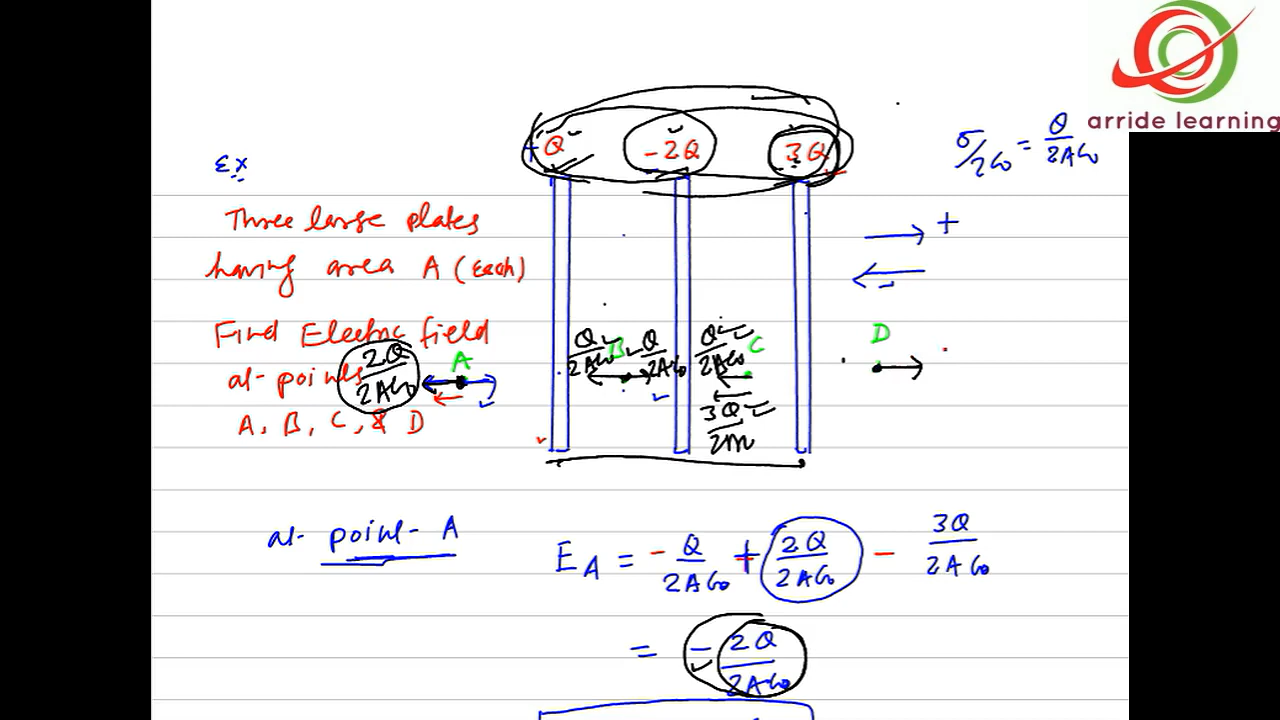 arride learning
Ex
+Q -2Q 3Q
σ/2ε₀ = Q/2Aε₀
Three large plates
having area A (each)
+
-
Find Electric field
at points
A, B, C, & D
2Q/2Aε₀ A
Q/2Aε₀ B Q/2Aε₀
Q/2Aε₀ C
3Q
D
at point - A
E_A = - Q/2Aε₀ + 2Q/2Aε₀ - 3Q/2Aε₀
= - 2Q/2Aε₀